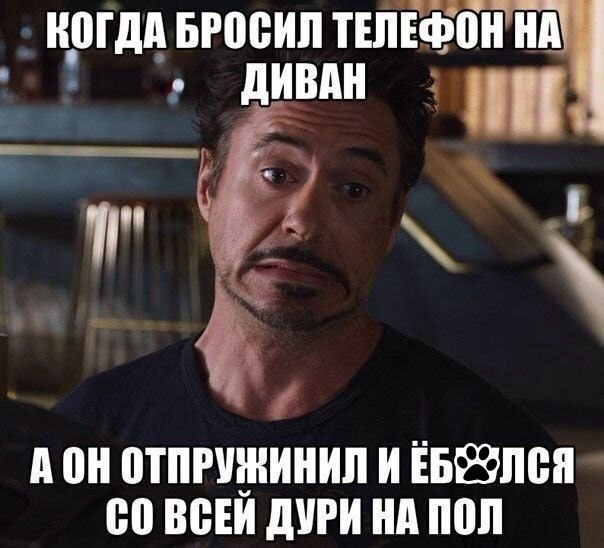 КОГДА БРОСИЛ ТЕЛЕФОН НА
ДИВАН
А ОН ОТПРУЖИНИЛ И ЁБ🐾ЛСЯ
СО ВСЕЙ ДУРИ НА ПОЛ